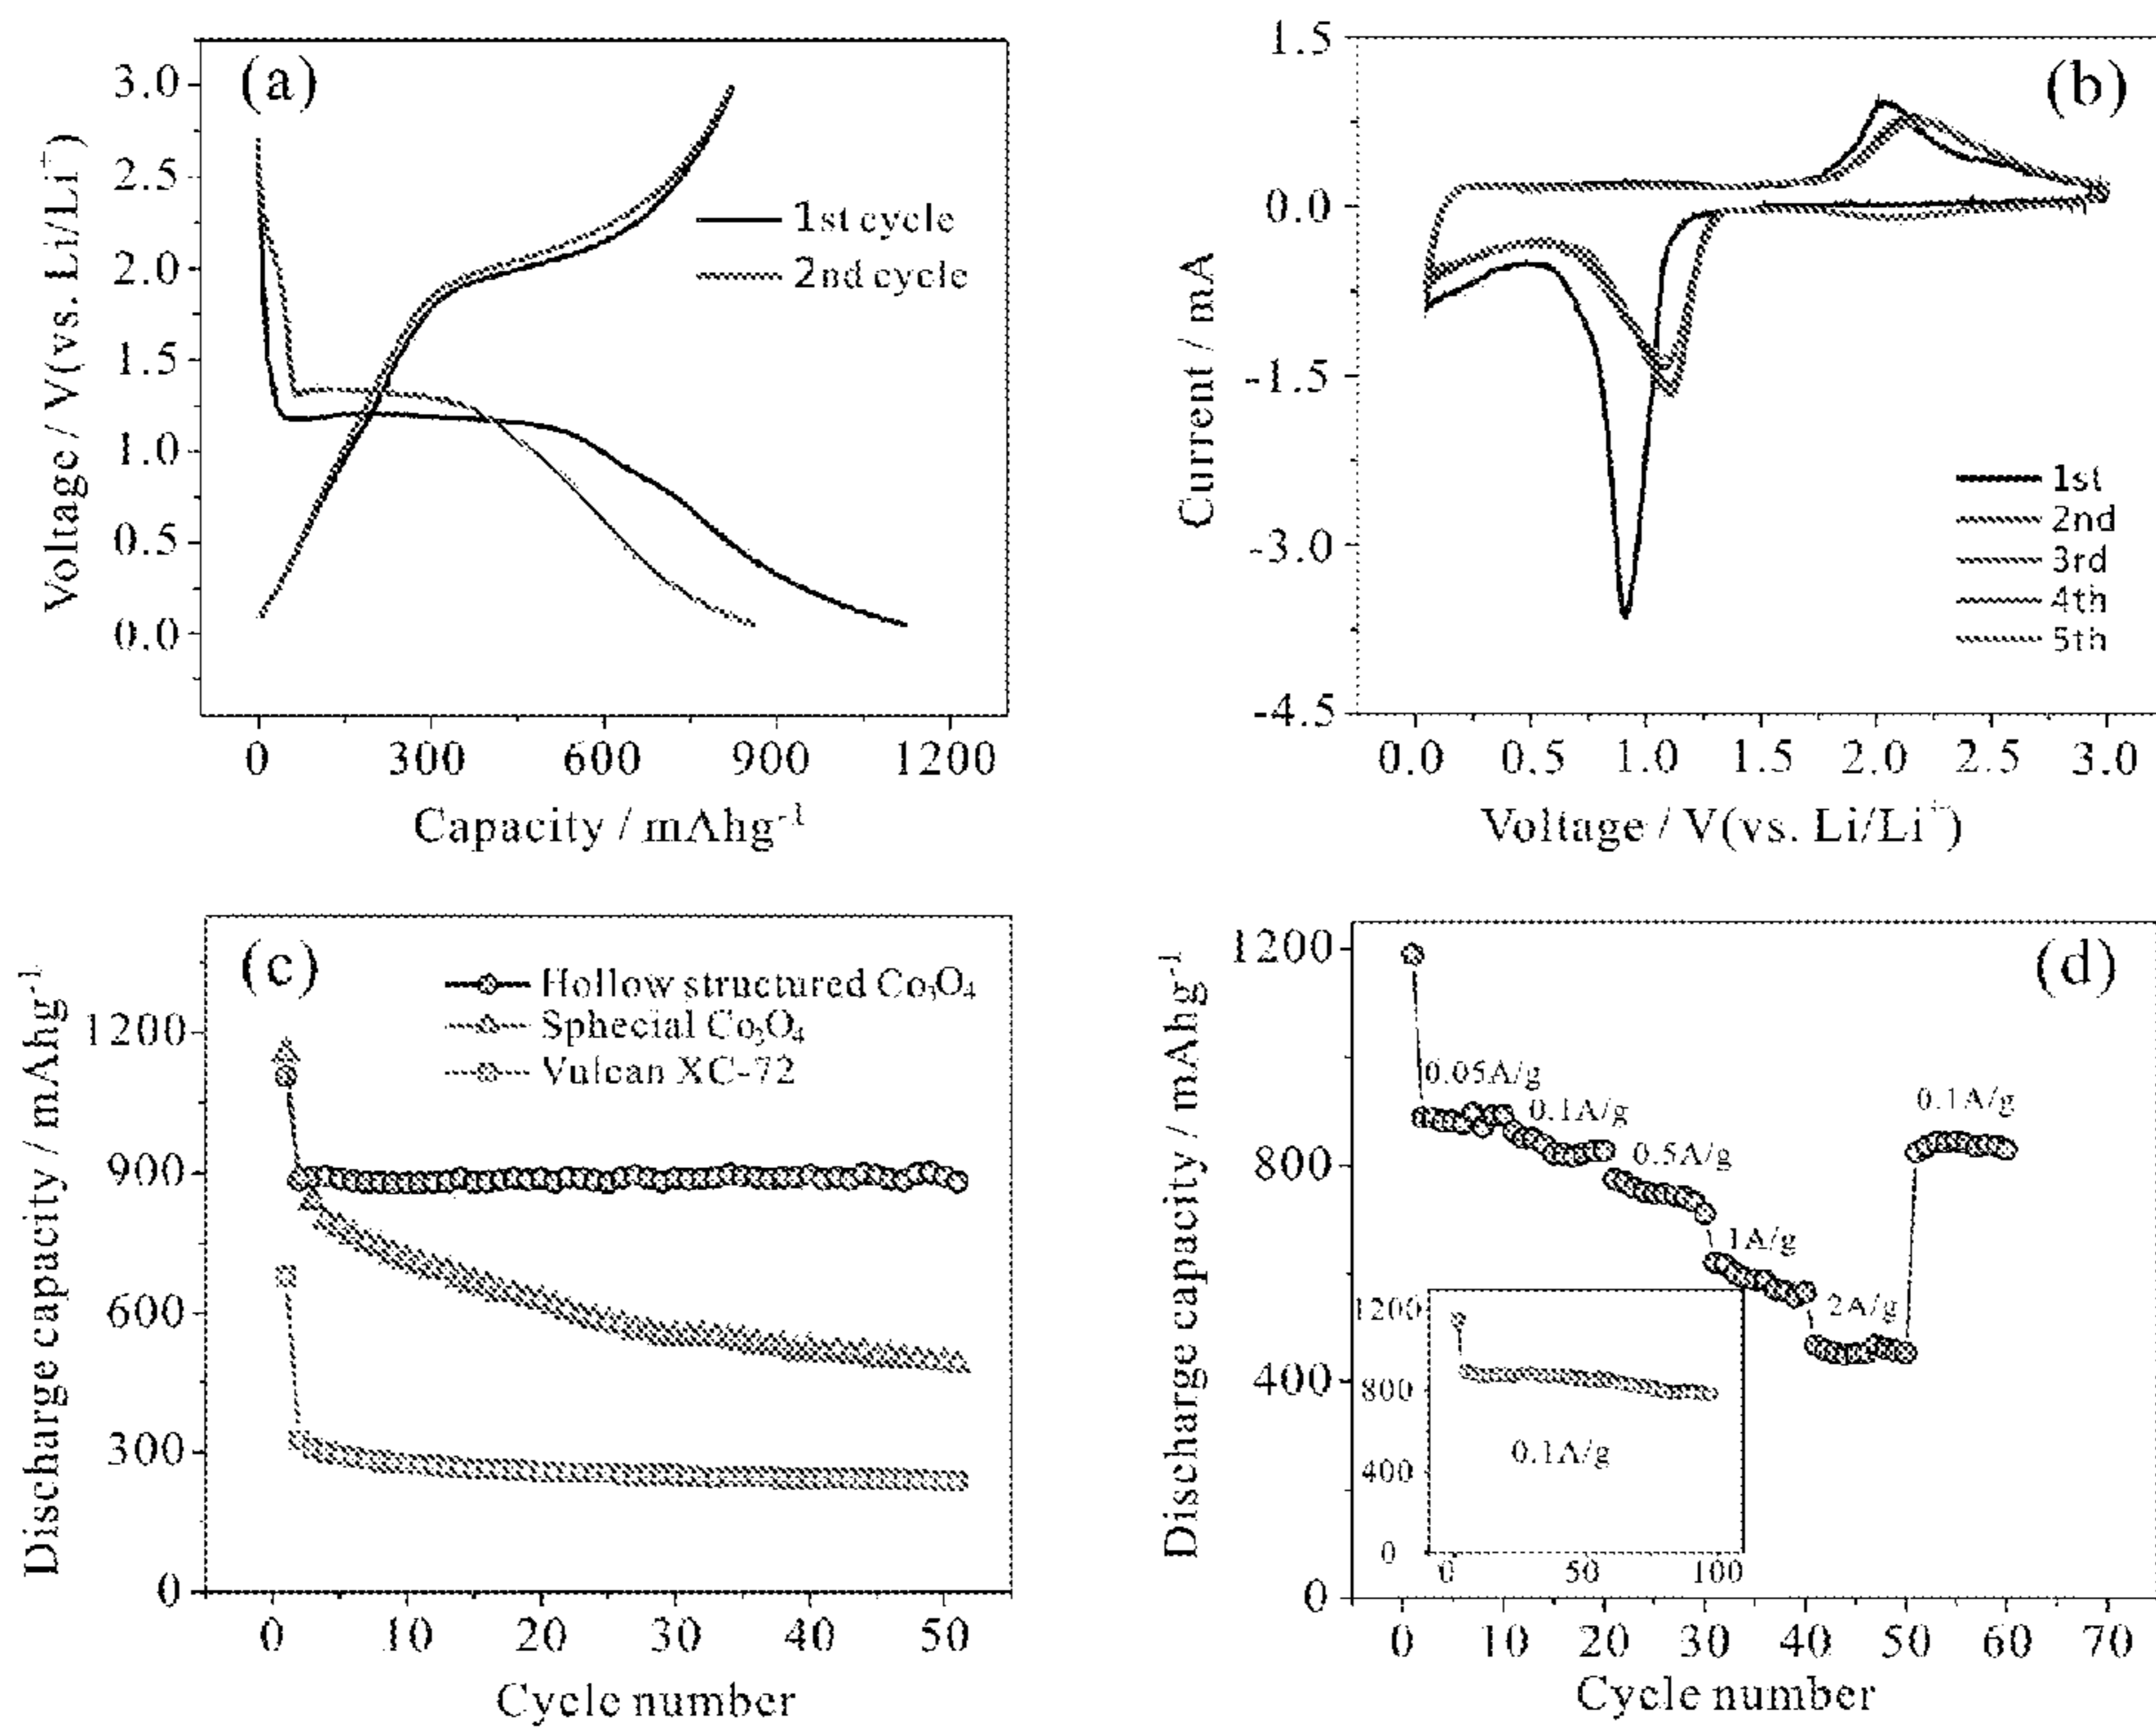 (a)
3.0
2.5
2.0
1.5
1.0
0.5
0.0
Voltage / V(vs. Li/Li⁺)
1st cycle
2nd cycle
0 300 600 900 1200
Capacity / mAhg⁻¹
(b)
1.5
0.0
-1.5
-3.0
-4.5
Current / mA
1st
2nd
3rd
4th
5th
0.0 0.5 1.0 1.5 2.0 2.5 3.0
Voltage / V(vs. Li/Li⁺)
(c)
Hollow structured Co₃O₄
Sphecial Co₃O₄
Vulcan XC-72
1200
900
600
300
0
Discharge capacity / mAhg⁻¹
0 10 20 30 40 50
Cycle number
(d)
1200
800
400
0
Discharge capacity / mAhg⁻¹
0.05A/g
0.1A/g
0.5A/g
1A/g
2A/g
0.1A/g
1200
800
400
0
0.1A/g
0 50 100
0 10 20 30 40 50 60 70
Cycle number